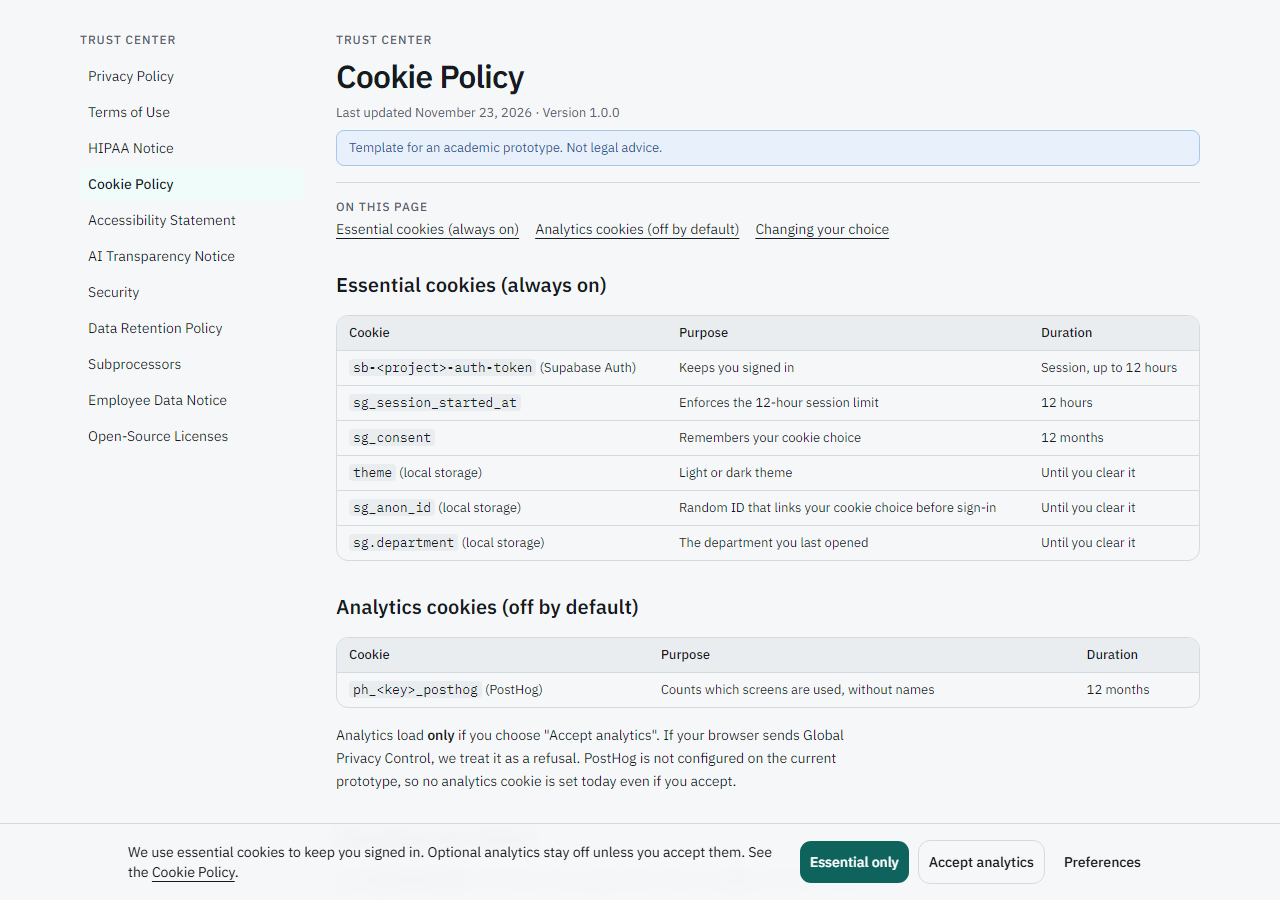 TRUST CENTER
Privacy Policy
Terms of Use
HIPAA Notice
Cookie Policy
Accessibility Statement
AI Transparency Notice
Security
Data Retention Policy
Subprocessors
Employee Data Notice
Open-Source Licenses
TRUST CENTER
Cookie Policy
Last updated November 23, 2026 · Version 1.0.0
Template for an academic prototype. Not legal advice.
ON THIS PAGE
Essential cookies (always on) Analytics cookies (off by default) Changing your choice
Essential cookies (always on)
Cookie Purpose Duration
sb-<project>-auth-token (Supabase Auth) Keeps you signed in Session, up to 12 hours
sg_session_started_at Enforces the 12-hour session limit 12 hours
sg_consent Remembers your cookie choice 12 months
theme (local storage) Light or dark theme Until you clear it
sg_anon_id (local storage) Random ID that links your cookie choice before sign-in Until you clear it
sg.department (local storage) The department you last opened Until you clear it
Analytics cookies (off by default)
Cookie Purpose Duration
ph_<key>_posthog (PostHog) Counts which screens are used, without names 12 months
Analytics load only if you choose "Accept analytics". If your browser sends Global
Privacy Control, we treat it as a refusal. PostHog is not configured on the current
prototype, so no analytics cookie is set today even if you accept.
We use essential cookies to keep you signed in. Optional analytics stay off unless you accept them. See
the Cookie Policy.
Essential only Accept analytics Preferences